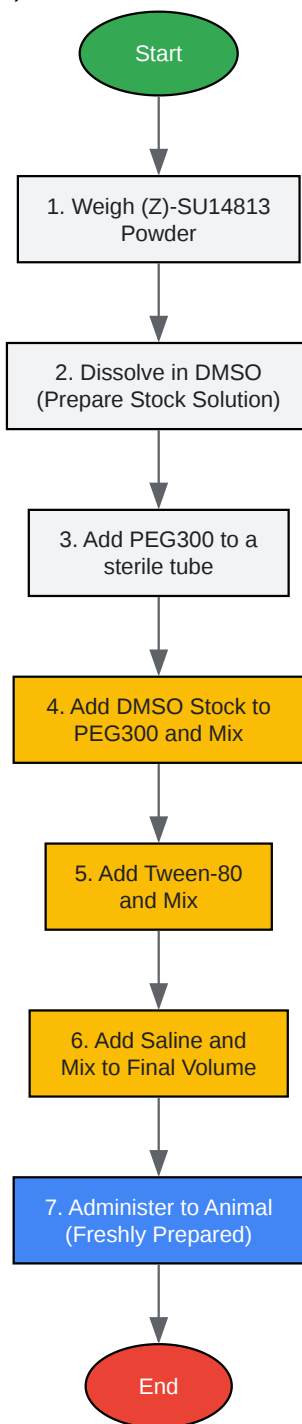 Start
1. Weigh (Z)-SU14813
Powder
2. Dissolve in DMSO
(Prepare Stock Solution)
3. Add PEG300 to a
sterile tube
4. Add DMSO Stock to
PEG300 and Mix
5. Add Tween-80
and Mix
6. Add Saline and
Mix to Final Volume
7. Administer to Animal
(Freshly Prepared)
End